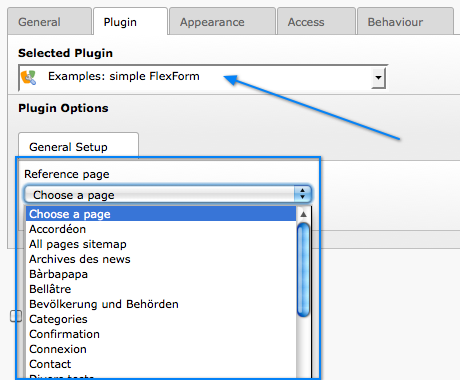 General Plugin Appearance Access Behaviour
Selected Plugin
Examples: simple FlexForm
Plugin Options
General Setup
Reference page
Choose a page
Choose a page
Accordéon
All pages sitemap
Archives des news
Bàrbapapa
Bellâtre
Bevölkerung und Behörden
Categories
Confirmation
Connexion
Contact